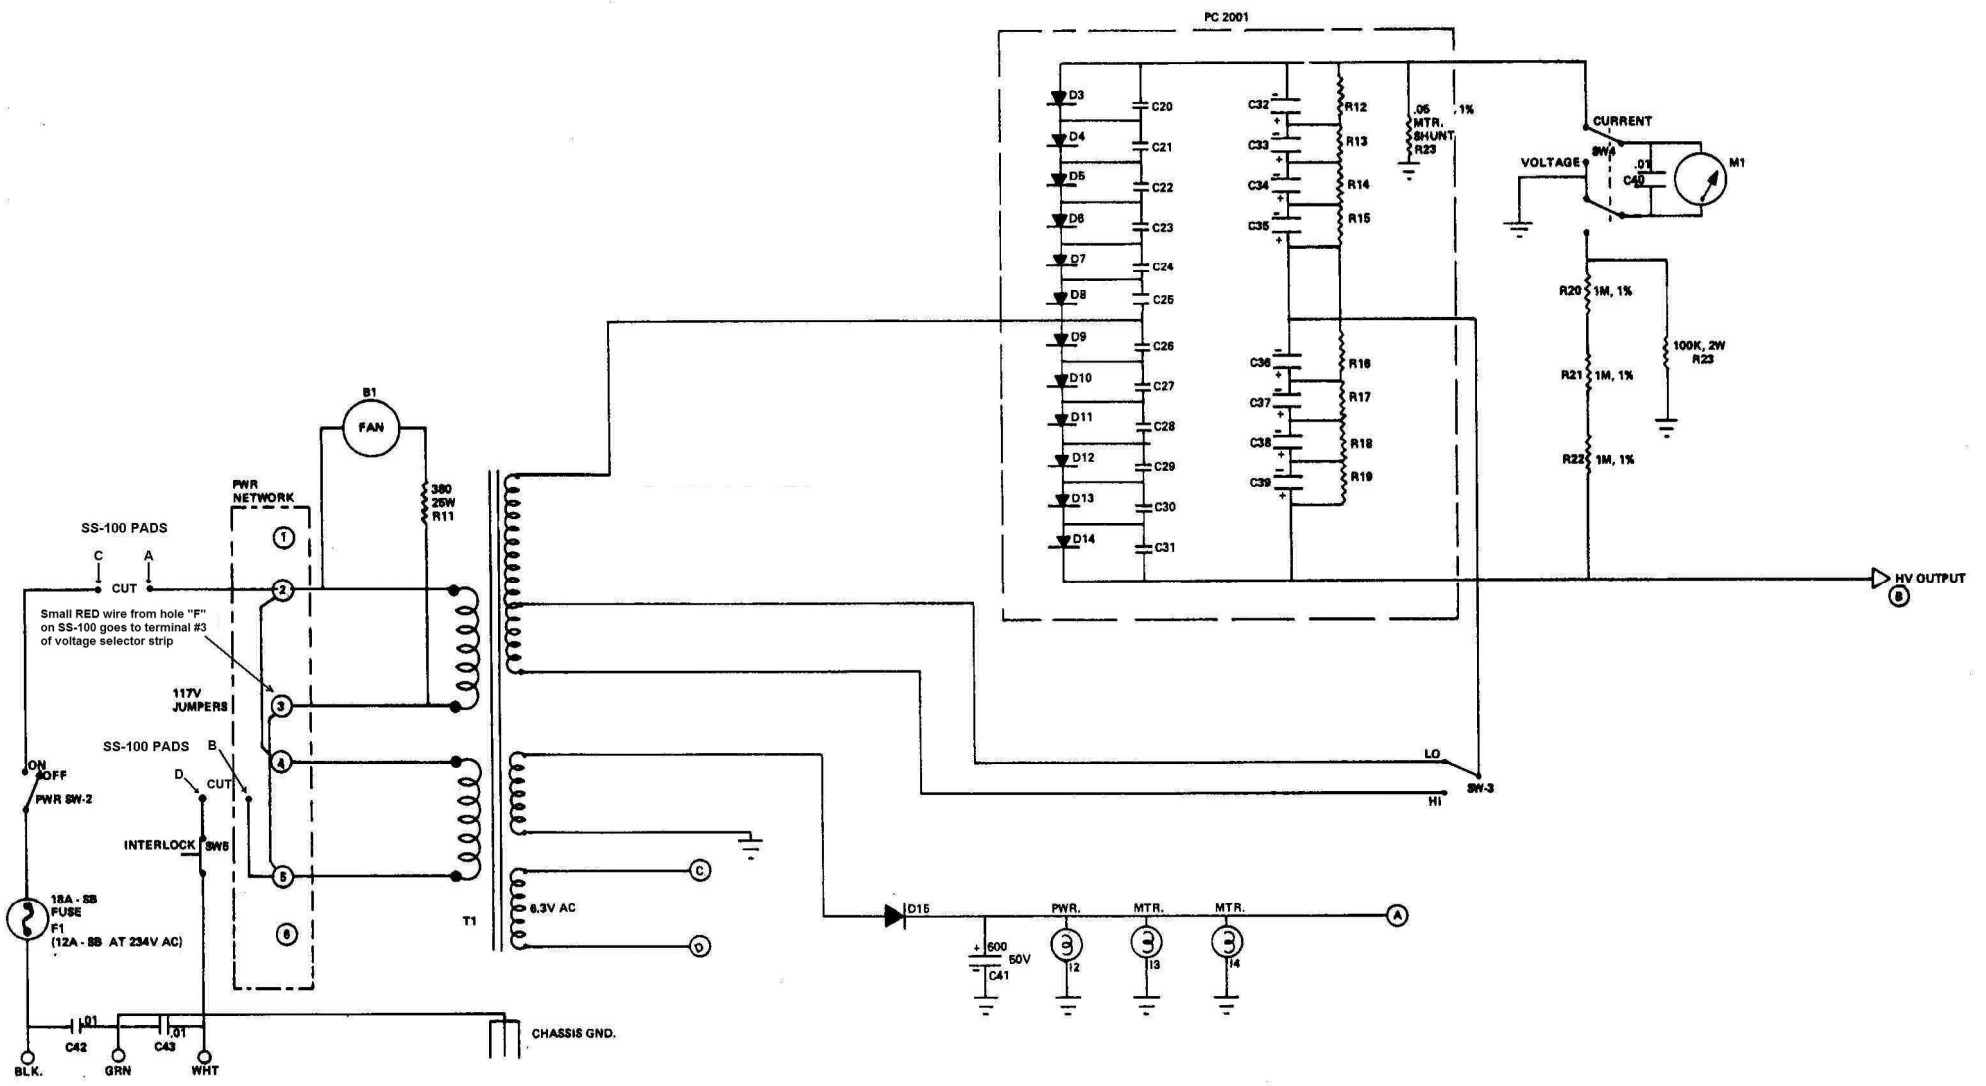 PC 2001
D3
D4
D5
D6
D7
D8
D9
D10
D11
D12
D13
D14
C20
C21
C22
C23
C24
C25
C26
C27
C28
C29
C30
C31
C32
C33
C34
C35
C36
C37
C38
C39
R12
R13
R14
R15
R16
R17
R18
R19
.05 1%
MTR.
SHUNT
R23
CURRENT
SW4
VOLTAGE
.01
C40
M1
R20 1M, 1%
R21 1M, 1%
R22 1M, 1%
100K, 2W
R23
HV OUTPUT
B
B1
FAN
380
25W
R11
PWR
NETWORK
1
2
3
4
5
6
SS-100 PADS
C A
CUT
Small RED wire from hole "F"
on SS-100 goes to terminal #3
of voltage selector strip
117V
JUMPERS
SS-100 PADS B
D
CUT
ON
OFF
PWR SW-2
INTERLOCK SW5
18A - SB
FUSE
F1
(12A - SB AT 234V AC)
T1
6.3V AC
C
D
LO
HI
SW-3
D15
+ 600
50V
- C41
PWR.
I2
MTR.
I3
MTR.
I4
A
.01
C42
C43
.01
CHASSIS GND.
BLK.
GRN
WHT